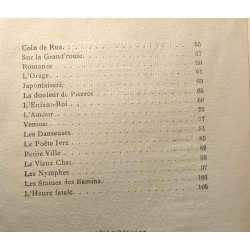 Coin de Rue. 55
Sur la Grand'route 57
Romance 59
L'Orage. 61
Japonaiserie 63
La douleur de Pierrot 65
L'Enfant-Roi 69
L'Amour 73
Venise. 77
Les Danseuses 81
Le Poète Ivre 85
Petite Ville 89
Le Vieux Chat 93
Les Nymphes 97
Les Statues des Bassins. 101
L'Heure fatale. 105